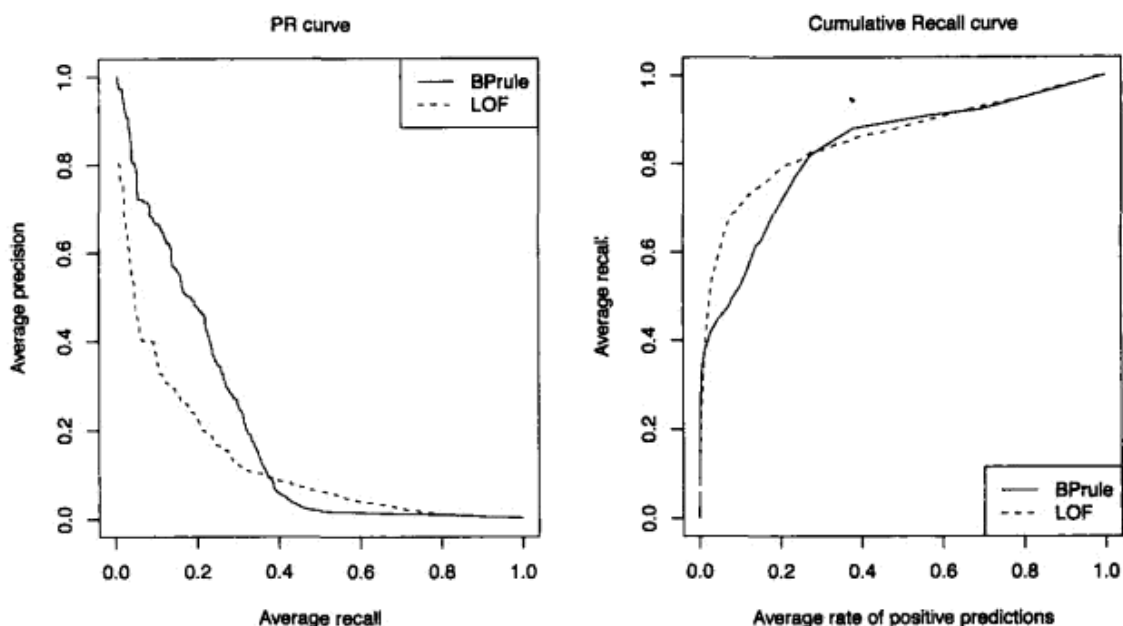 PR curve
BPrule
LOF
Average precision
1.0
0.8
0.6
0.4
0.2
0.0
0.0 0.2 0.4 0.6 0.8 1.0
Average recall
Cumulative Recall curve
Average recall
1.0
0.8
0.6
0.4
0.2
0.0
BPrule
LOF
0.0 0.2 0.4 0.6 0.8 1.0
Average rate of positive predictions